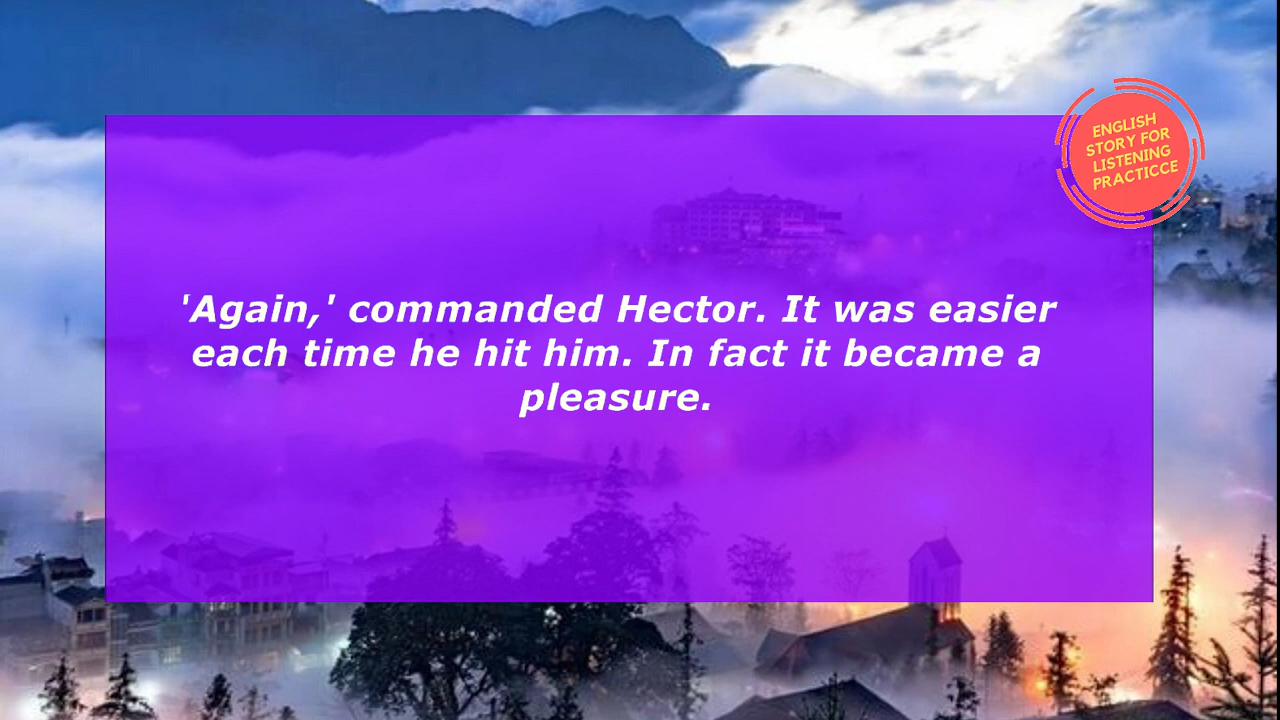 'Again,' commanded Hector. It was easier
each time he hit him. In fact it became a
pleasure.
ENGLISH
STORY FOR
LISTENING
PRACTICCE